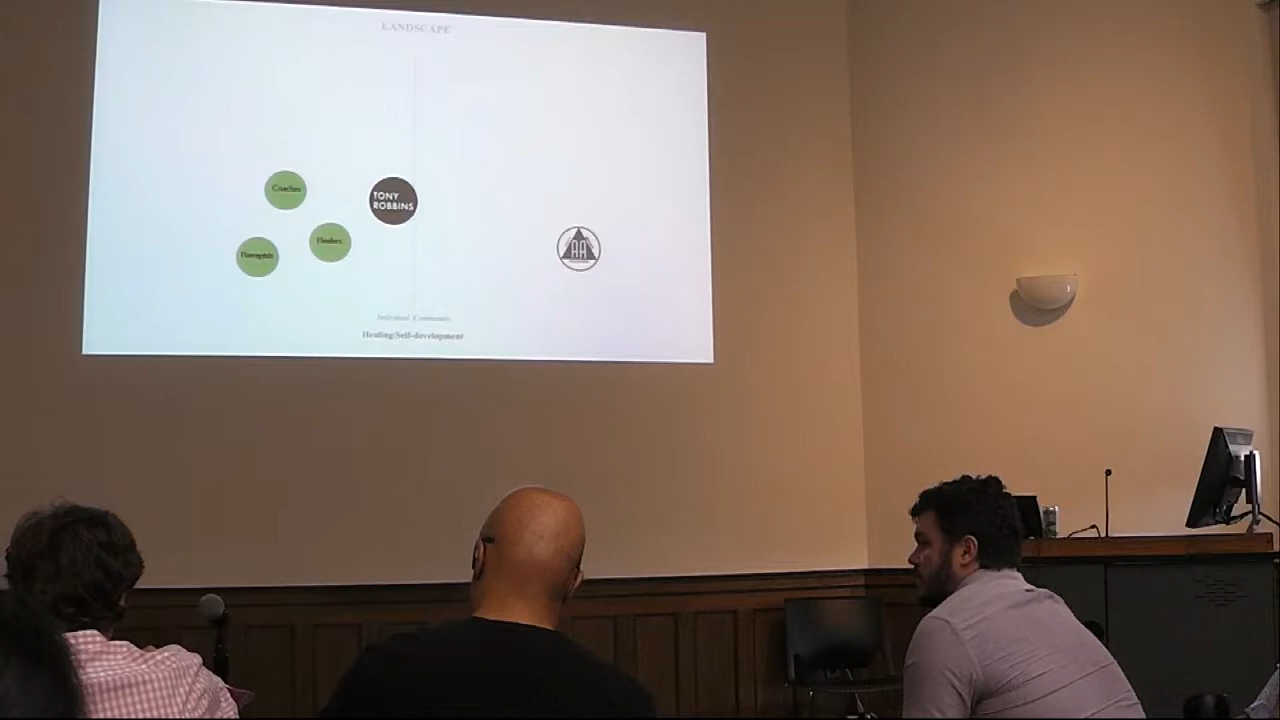 LANDSCAPE
Coaches
TONY
ROBBINS
Healers
Therapists
AA
Individual Community
Healing/Self-development